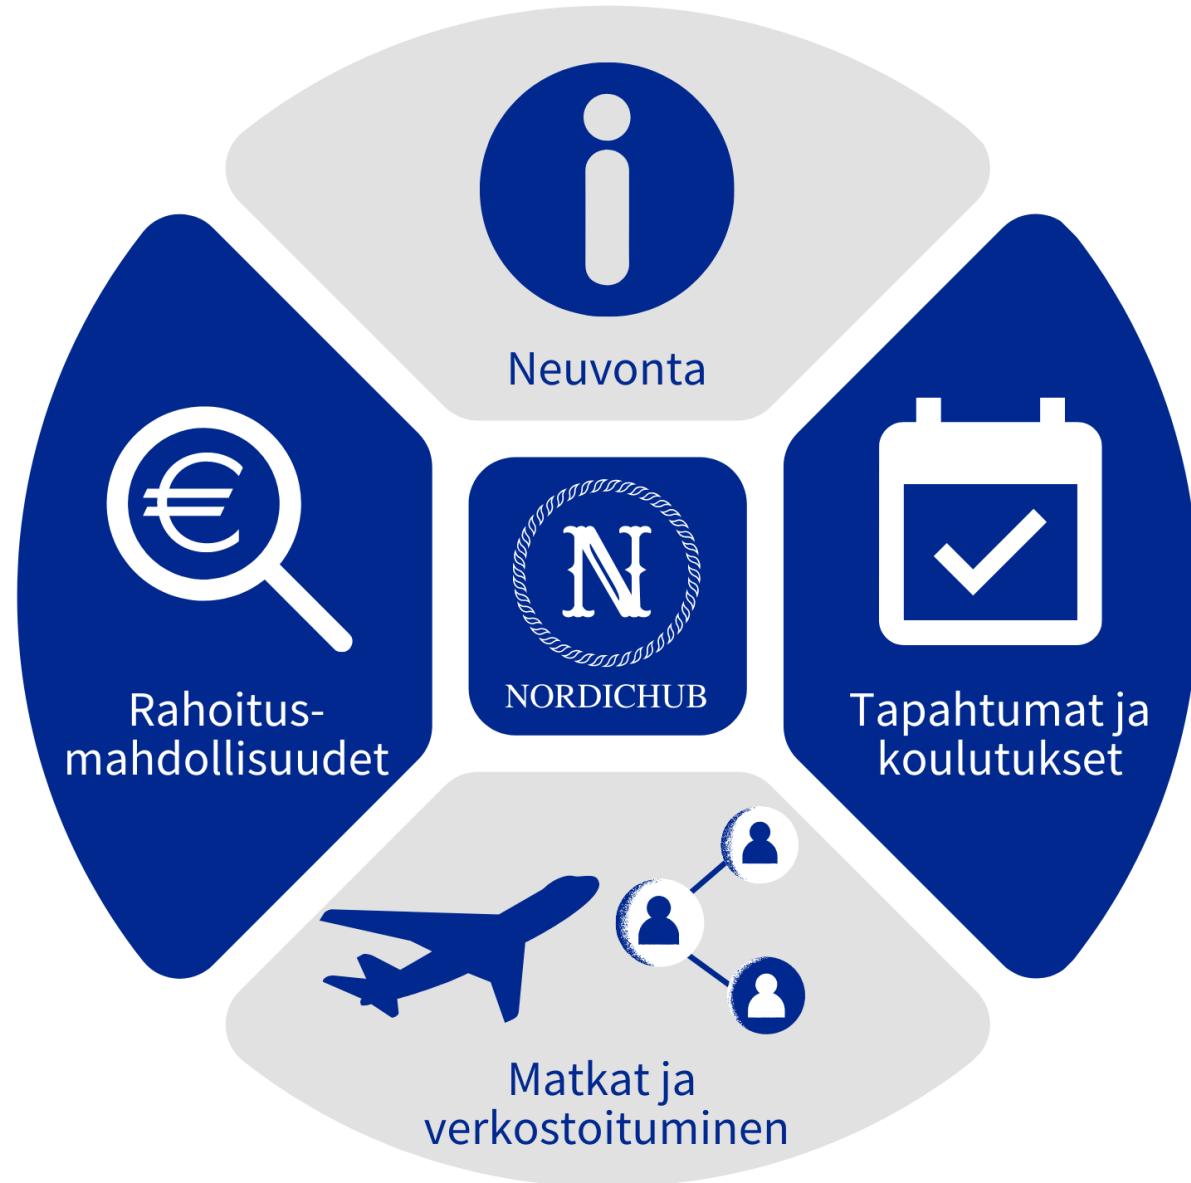 Neuvonta
Rahoitus-
mahdollisuudet
N
NORDICHUB
Tapahtumat ja
koulutukset
Matkat ja
verkostoituminen